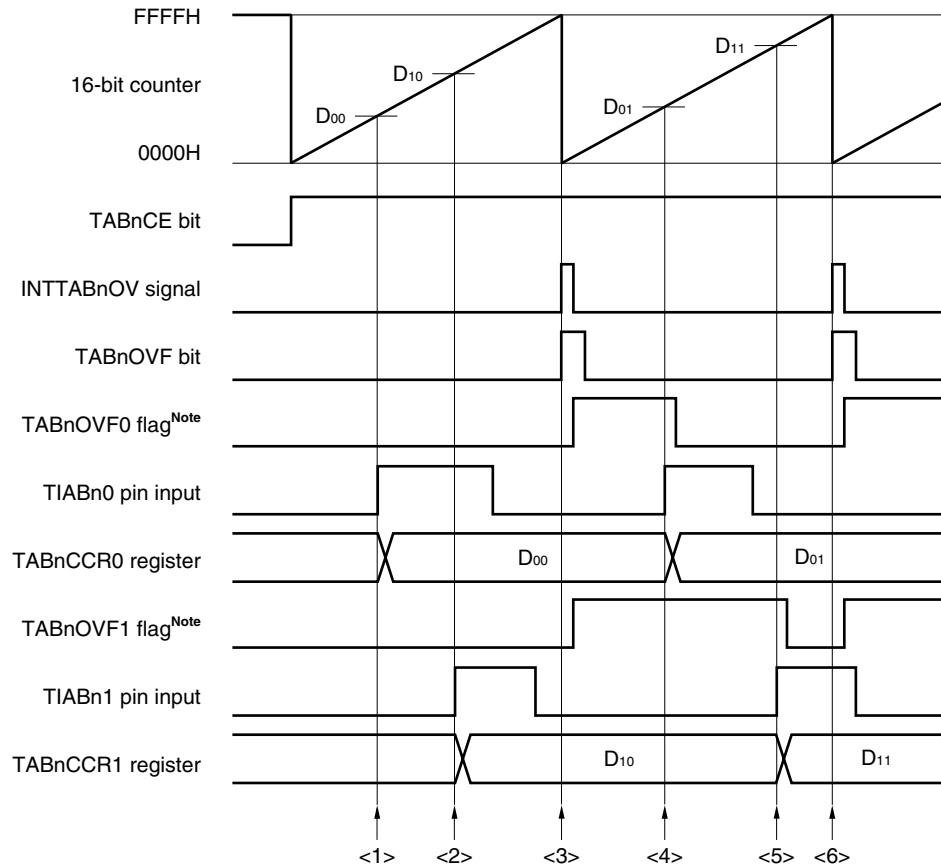 FFFFH
D11
D10
16-bit counter
D01
D00
0000H
TABnCE bit
INTTABnOV signal
TABnOVF bit
TABnOVF0 flagNote
TIABn0 pin input
TABnCCR0 register
D00
D01
TABnOVF1 flagNote
TIABn1 pin input
TABnCCR1 register
D10
D11
<1>
<2>
<3>
<4>
<5>
<6>